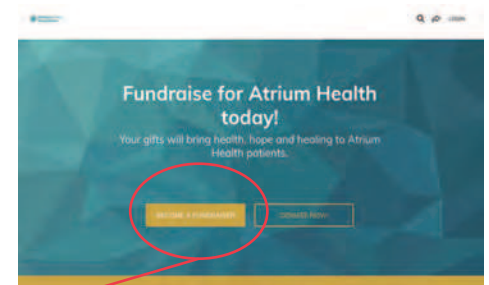 LOGIN
Fundraise for Atrium Health
today!
Your gifts will bring health, hope and healing to Atrium
Health patients.
BECOME A FUNDRAISER
DONATE NOW